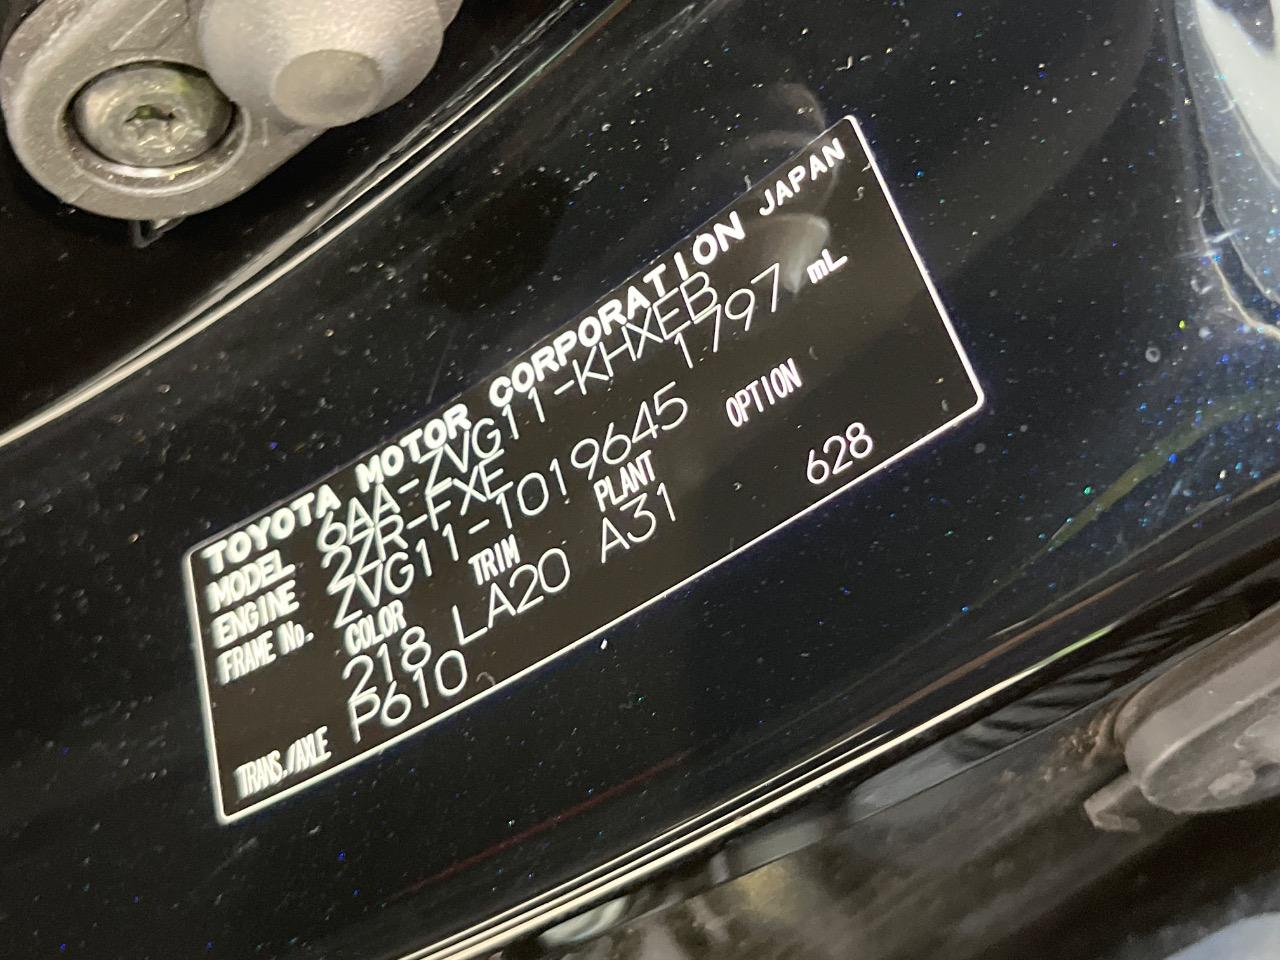 TOYOTA MOTOR CORPORATION JAPAN
MODEL 6AA-ZVG11-KHXEB
ENGINE 2ZR-FXE 1797 mL
FRAME No. ZVG11-1019645
COLOR TRIM PLANT OPTION
218 LA20 A31 628
TRANS./AXLE P610